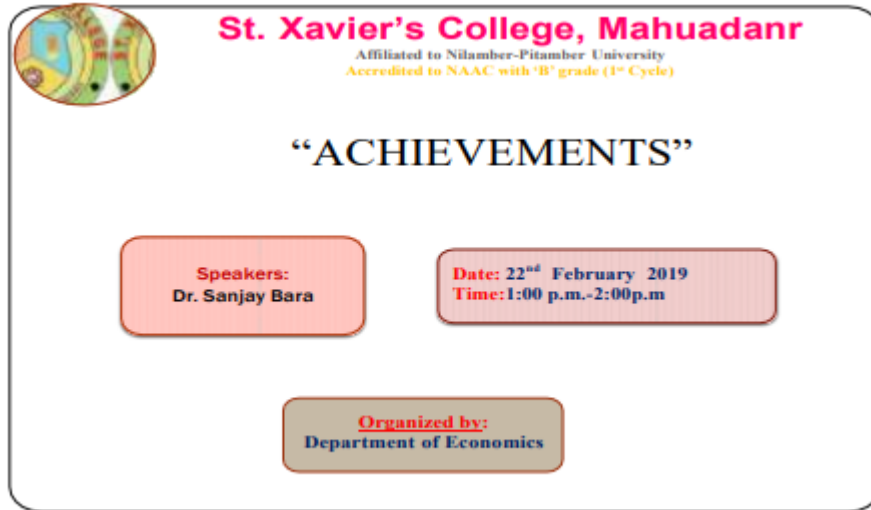 St. Xavier's College, Mahuadanr
Affiliated to Nilamber-Pitamber University
Accredited to NAAC with ‘B’ grade (1st Cycle)
“ACHIEVEMENTS”
Speakers:
Dr. Sanjay Bara
Date: 22nd February 2019
Time:1:00 p.m.-2:00p.m
Organized by:
Department of Economics